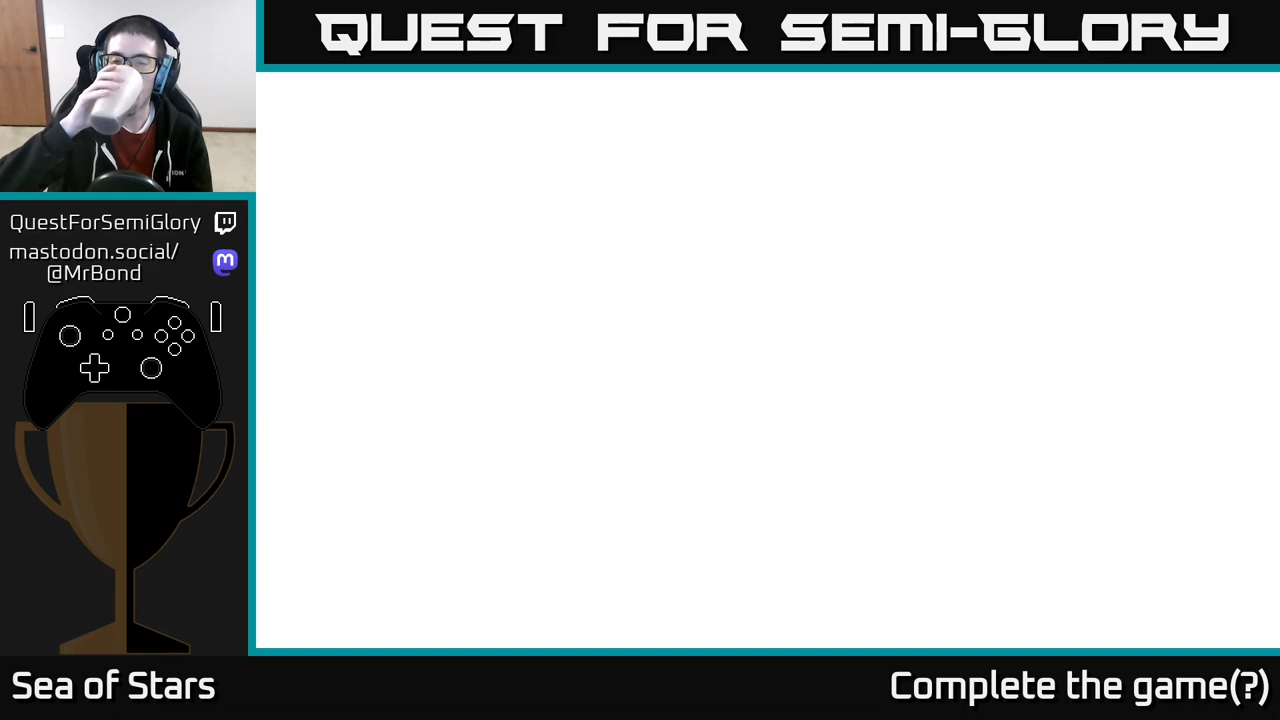 QUEST FOR SEMI-GLORY
QuestForSemiGlory
mastodon.social/
@MrBond
Sea of Stars
Complete the game(?)